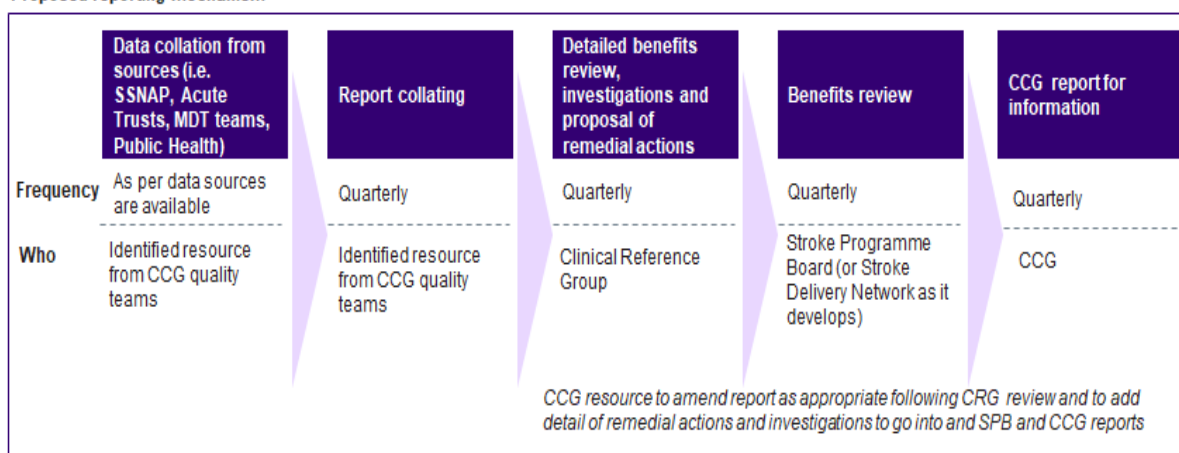 Data collation from
sources (i.e.
SSNAP, Acute
Trusts, MDT teams,
Public Health)
Report collating
Detailed benefits
review,
investigations and
proposal of
remedial actions
Benefits review
CCG report for
information
Frequency
As per data sources
are available
Quarterly
Quarterly
Quarterly
Quarterly
Who
Identified resource
from CCG quality
teams
Identified resource
from CCG quality
teams
Clinical Reference
Group
Stroke Programme
Board (or Stroke
Delivery Network as it
develops)
CCG
CCG resource to amend report as appropriate following CRG review and to add
detail of remedial actions and investigations to go into and SPB and CCG reports